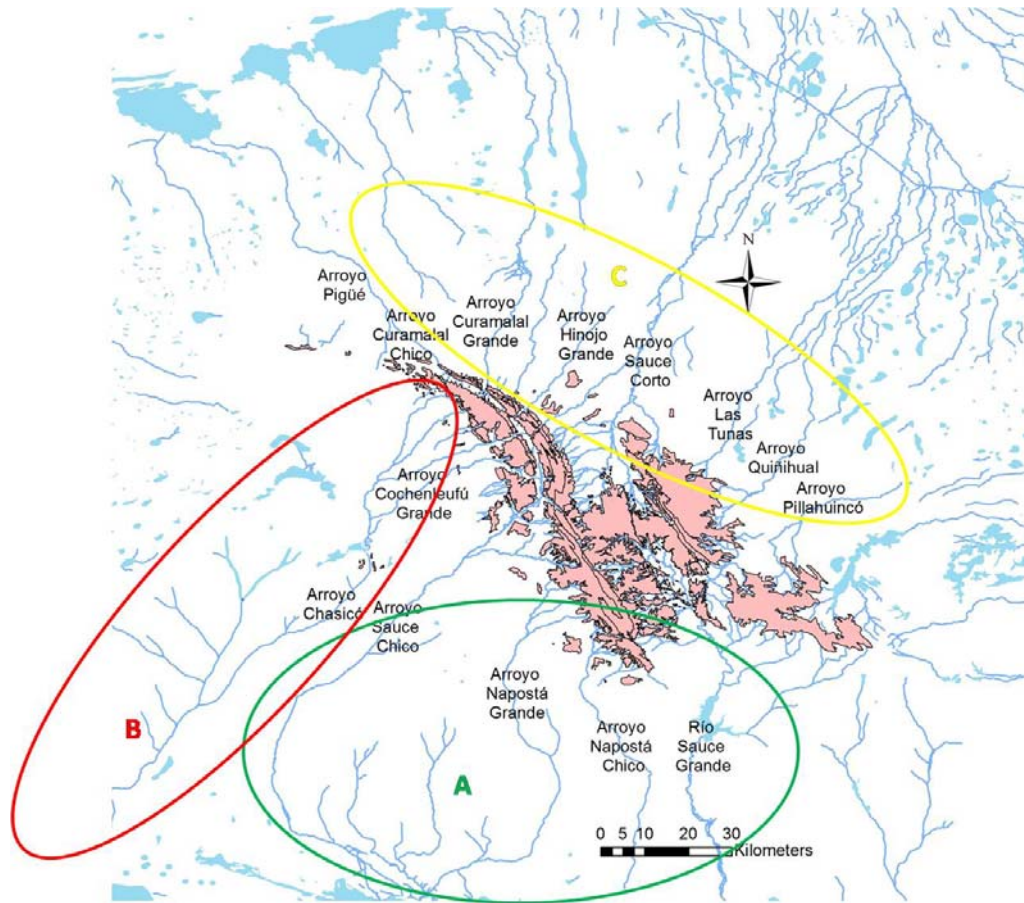 N
C
Arroyo
Pigüé
Arroyo
Curamalal
Chico
Arroyo
Curamalal
Grande
Arroyo
Hinojo
Grande
Arroyo
Sauce
Corto
Arroyo
Las
Tunas
Arroyo
Quiñihual
Arroyo
Pillahuincó
Arroyo
Cochenleufú
Grande
Arroyo
Chasicó
Arroyo
Sauce
Chico
B
Arroyo
Napostá
Grande
Arroyo
Napostá
Chico
Río
Sauce
Grande
A
0 5 10 20 30
Kilometers